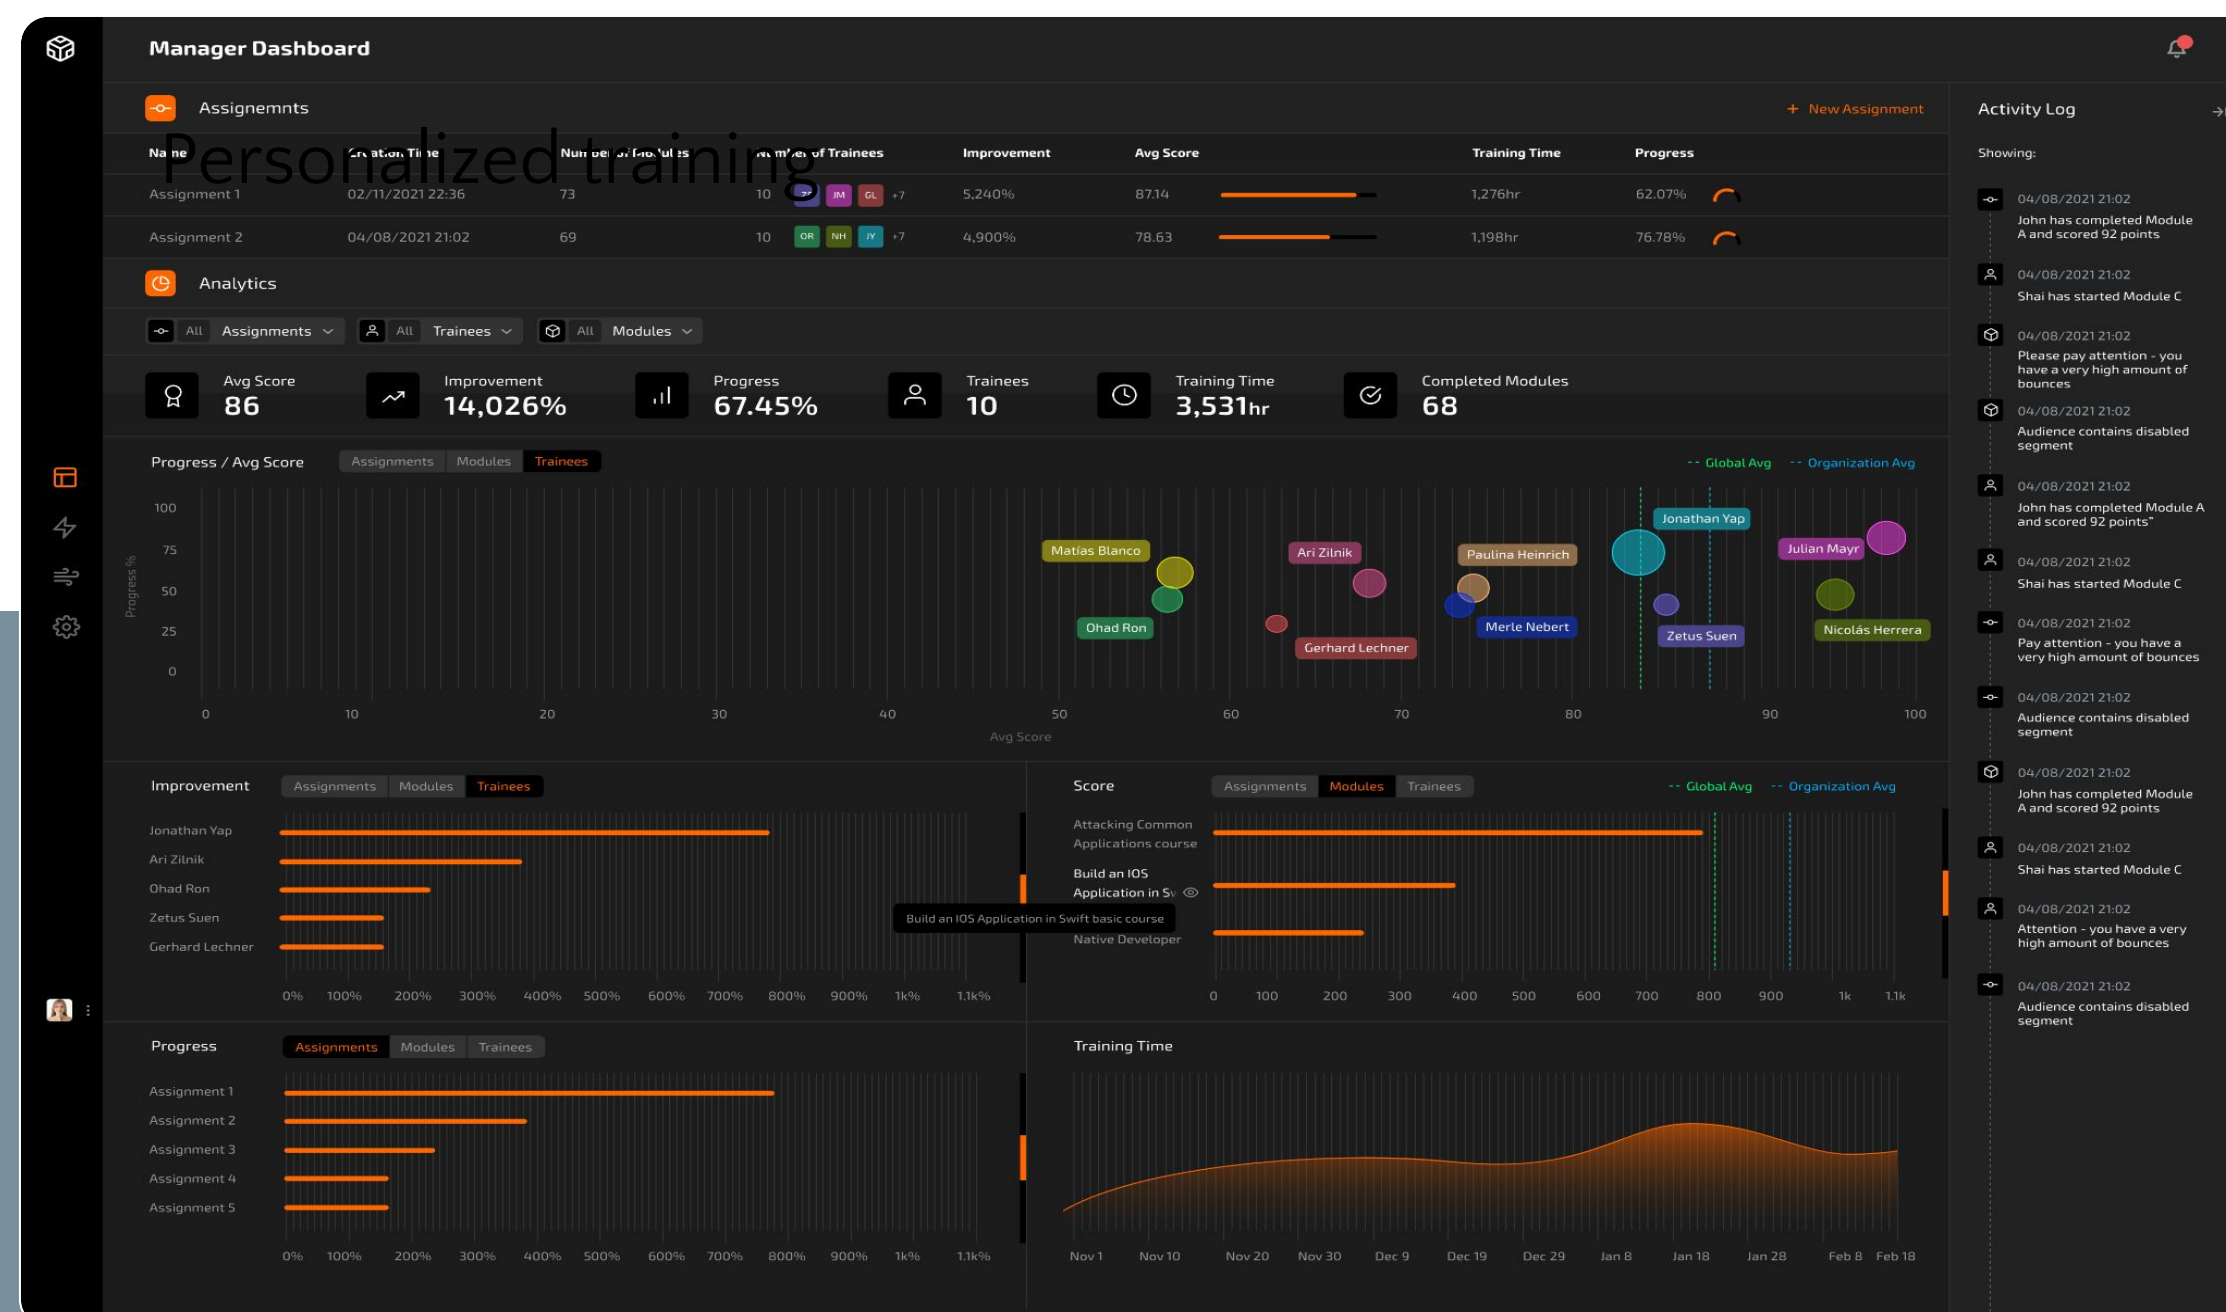 Manager Dashboard
Assignemnts
+ New Assignment
Personalized training
Name Creation Time Number of Modules Number of Trainees Improvement Avg Score Training Time Progress
Assignment 1 02/11/2021 22:36 73 10 JM GL +7 5,240% 87.14 1,276hr 62.07%
Assignment 2 04/08/2021 21:02 69 10 OR NH JY +7 4,900% 78.63 1,198hr 76.78%
Analytics
All Assignments All Trainees All Modules
Avg Score Improvement Progress Trainees Training Time Completed Modules
86 14,026% 67.45% 10 3,531hr 68
Progress / Avg Score Assignments Modules Trainees -- Global Avg -- Organization Avg
100
75
50
25
0
Progress %
Jonathan Yap
Matías Blanco
Ari Zilnik
Paulina Heinrich
Julian Mayr
Ohad Ron
Merle Nebert
Nicolás Herrera
Zetus Suen
Gerhard Lechner
0 10 20 30 40 50 60 70 80 90 100
Avg Score
Improvement Assignments Modules Trainees
Jonathan Yap
Ari Zilnik
Ohad Ron
Zetus Suen
Gerhard Lechner
0% 100% 200% 300% 400% 500% 600% 700% 800% 900% 1k% 1.1k%
Score Assignments Modules Trainees -- Global Avg -- Organization Avg
Attacking Common
Applications course
Build an IOS
Application in Sw
Build an IOS Application in Swift basic course
Native Developer
0 100 200 300 400 500 600 700 800 900 1k 1.1k
Progress Assignments Modules Trainees
Assignment 1
Assignment 2
Assignment 3
Assignment 4
Assignment 5
0% 100% 200% 300% 400% 500% 600% 700% 800% 900% 1k% 1.1k%
Training Time
Nov 1 Nov 10 Nov 20 Nov 30 Dec 9 Dec 19 Dec 29 Jan 8 Jan 18 Jan 28 Feb 8 Feb 18
Activity Log
Showing:
04/08/2021 21:02
John has completed Module
A and scored 92 points
04/08/2021 21:02
Shai has started Module C
04/08/2021 21:02
Please pay attention - you
have a very high amount of
bounces
04/08/2021 21:02
Audience contains disabled
segment
04/08/2021 21:02
John has completed Module A
and scored 92 points"
04/08/2021 21:02
Shai has started Module C
04/08/2021 21:02
Pay attention - you have a
very high amount of bounces
04/08/2021 21:02
Audience contains disabled
segment
04/08/2021 21:02
John has completed Module
A and scored 92 points
04/08/2021 21:02
Shai has started Module C
04/08/2021 21:02
Attention - you have a very
high amount of bounces
04/08/2021 21:02
Audience contains disabled
segment